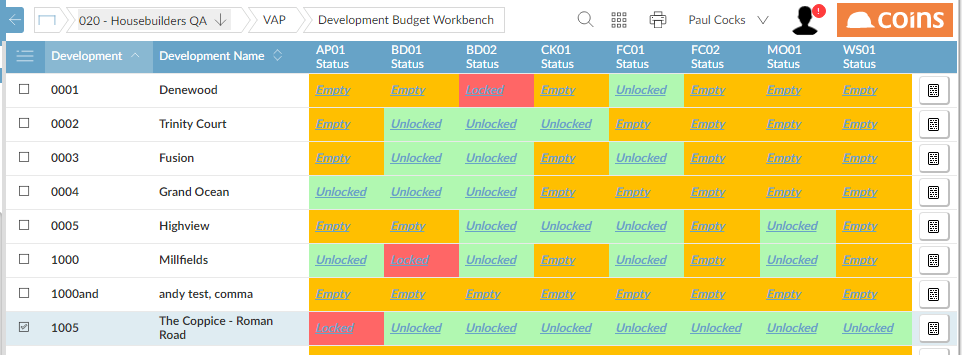 020 - Housebuilders QA VAP Development Budget Workbench Paul Cocks ! COINS
Development Development Name AP01 Status BD01 Status BD02 Status CK01 Status FC01 Status FC02 Status MO01 Status WS01 Status
0001 Denewood Empty Empty Locked Empty Unlocked Empty Empty Empty
0002 Trinity Court Empty Unlocked Unlocked Unlocked Empty Empty Empty Empty
0003 Fusion Empty Unlocked Unlocked Empty Unlocked Empty Empty Empty
0004 Grand Ocean Unlocked Unlocked Unlocked Empty Empty Empty Empty Empty
0005 Highview Empty Empty Unlocked Unlocked Unlocked Empty Unlocked Empty
1000 Millfields Unlocked Locked Unlocked Empty Unlocked Empty Unlocked Empty
1000and andy test, comma Empty Empty Empty Empty Empty Empty Empty Empty
1005 The Coppice - Roman Road Locked Unlocked Unlocked Unlocked Unlocked Unlocked Unlocked Unlocked